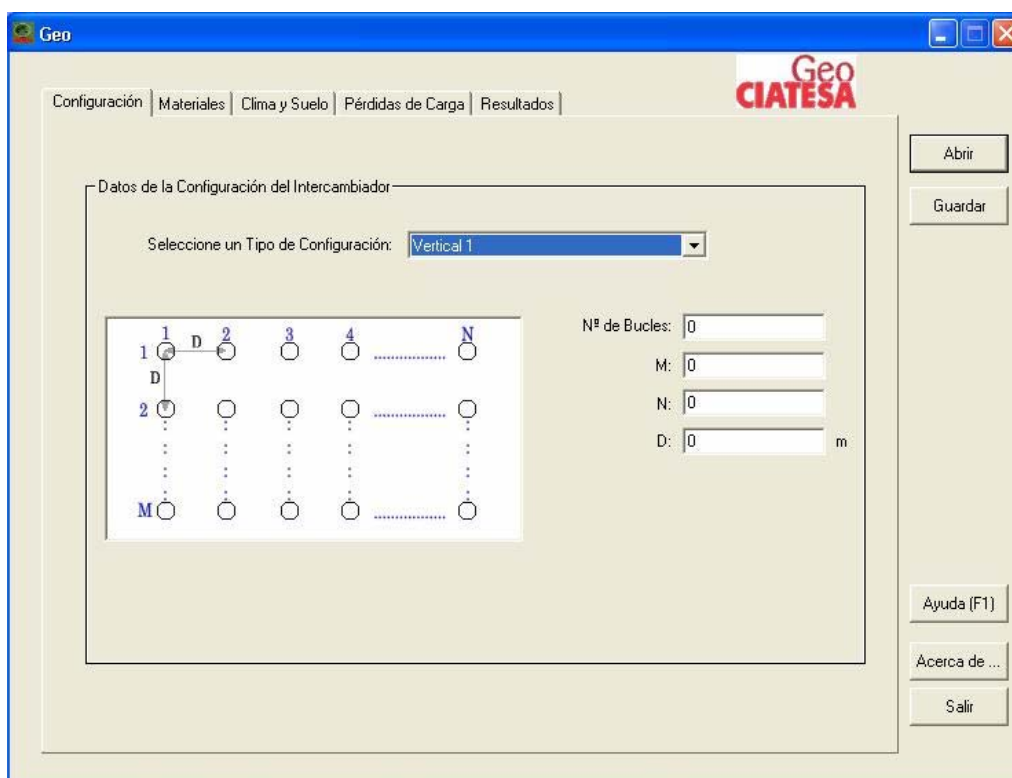 Geo
Geo
CIATESA
Configuración Materiales Clima y Suelo Pérdidas de Carga Resultados
Abrir
Guardar
Datos de la Configuración del Intercambiador
Seleccione un Tipo de Configuración: Vertical 1
1 2 3 4 N
1 D
D
2
M
Nº de Bucles: 0
M: 0
N: 0
D: 0 m
Ayuda (F1)
Acerca de ...
Salir